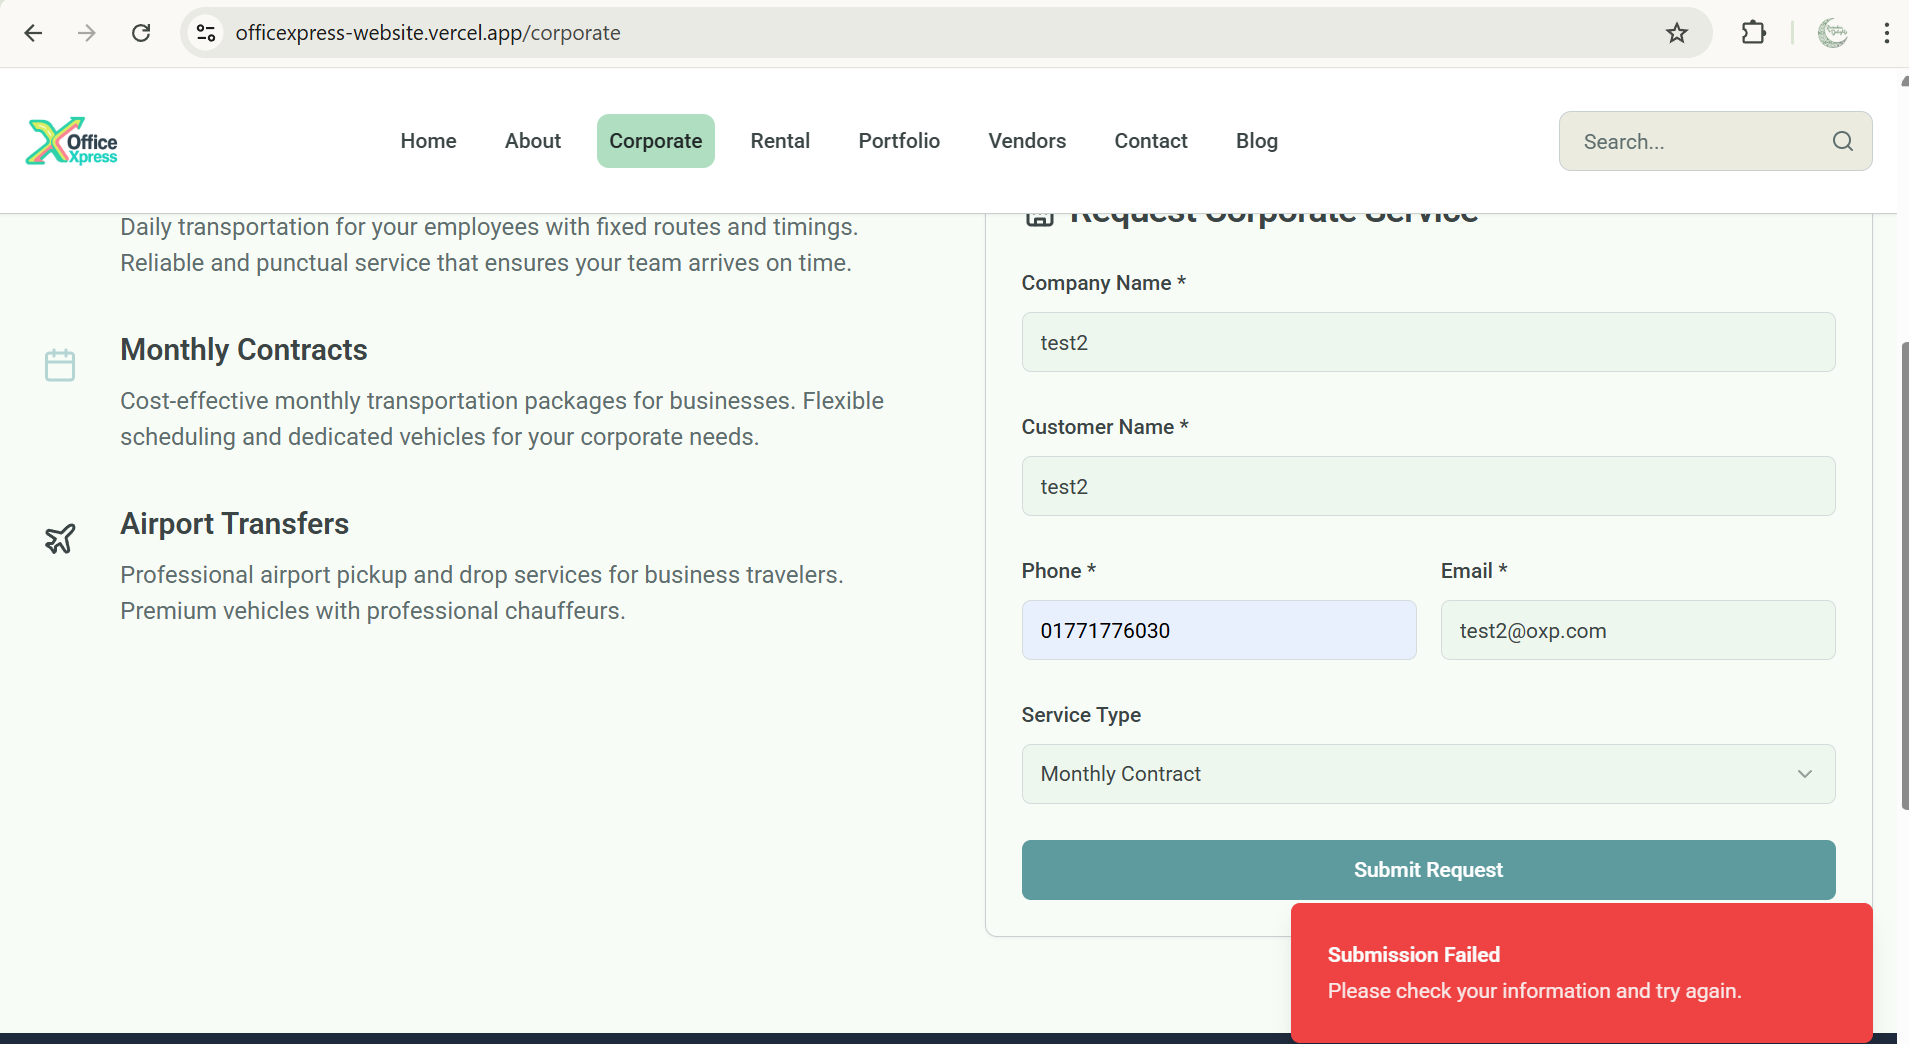 officexpress-website.vercel.app/corporate
Office
Xpress
Home
About
Corporate
Rental
Portfolio
Vendors
Contact
Blog
Search...
Daily transportation for your employees with fixed routes and timings.
Reliable and punctual service that ensures your team arrives on time.
Monthly Contracts
Cost-effective monthly transportation packages for businesses. Flexible
scheduling and dedicated vehicles for your corporate needs.
Airport Transfers
Professional airport pickup and drop services for business travelers.
Premium vehicles with professional chauffeurs.
Request Corporate Service
Company Name *
test2
Customer Name *
test2
Phone *
01771776030
Email *
test2@oxp.com
Service Type
Monthly Contract
Submit Request
Submission Failed
Please check your information and try again.